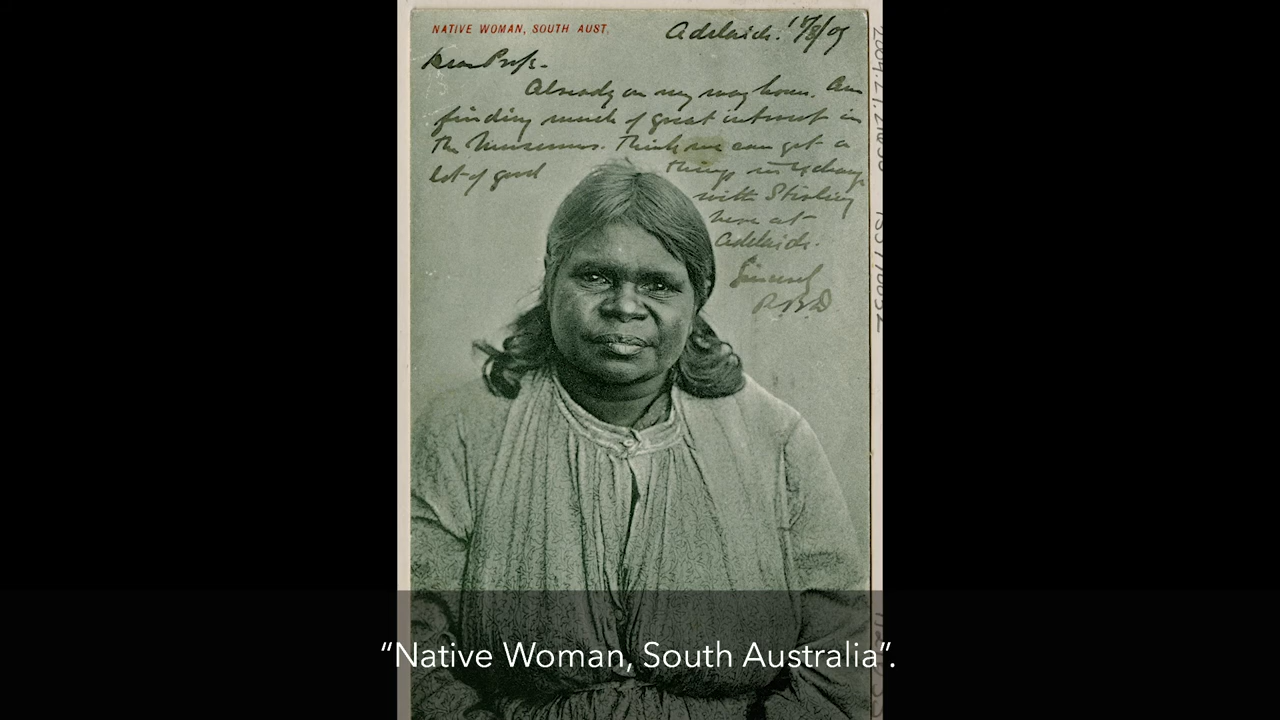 NATIVE WOMAN, SOUTH AUST.
Adelaide. /8/09
Dear Prof.
Already on my way home. Am
finding much of great interest in
the Museums. Think we can get a
lot of good things in exchange
with Stirling
here at
Adelaide.
Sincerely
RBD
“Native Woman, South Australia”.